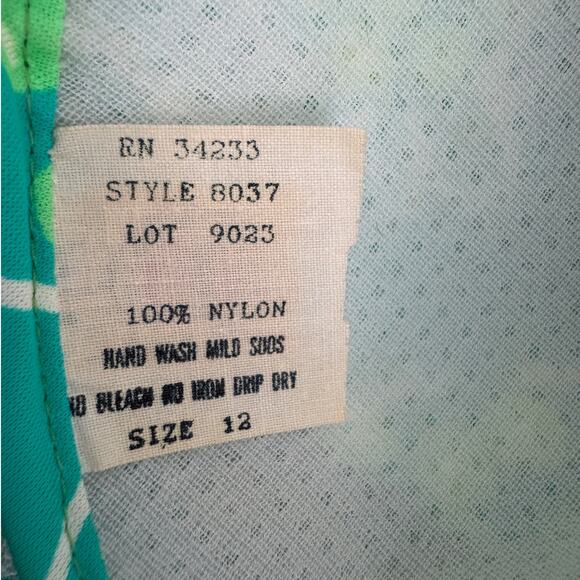 RN 34233
STYLE 8037
LOT 9023
100% NYLON
HAND WASH MILD SUDS
NO BLEACH NO IRON DRIP DRY
SIZE 12